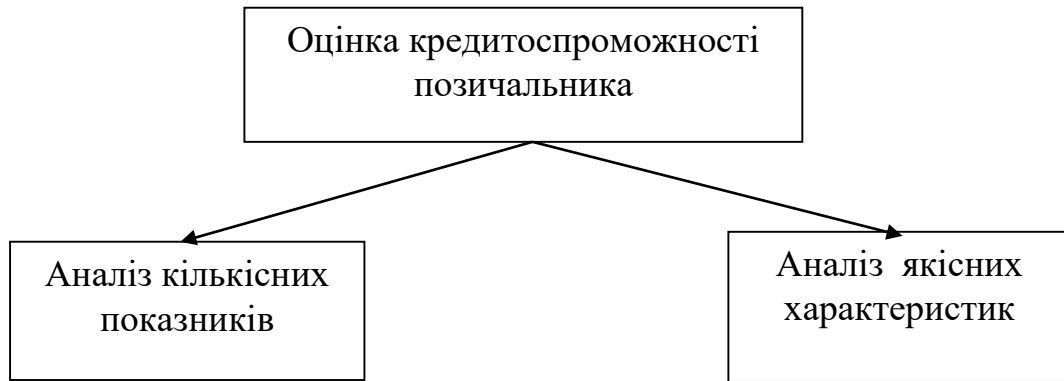 Оцінка кредитоспроможності
позичальника
Аналіз кількісних
показників
Аналіз якісних
характеристик